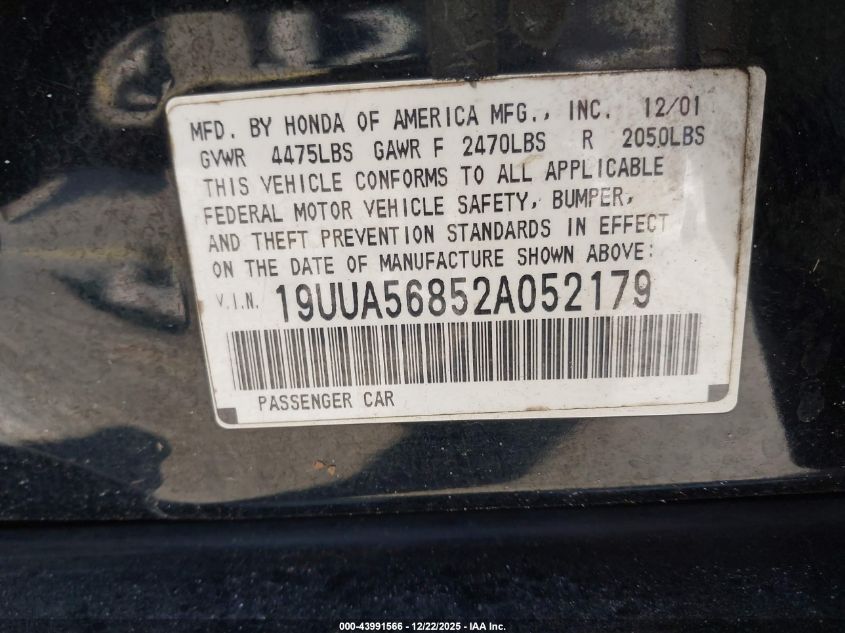 MFD. BY HONDA OF AMERICA MFG., INC. 12/01
GVWR 4475LBS GAWR F 2470LBS R 2050LBS
THIS VEHICLE CONFORMS TO ALL APPLICABLE
FEDERAL MOTOR VEHICLE SAFETY, BUMPER,
AND THEFT PREVENTION STANDARDS IN EFFECT
ON THE DATE OF MANUFACTURE SHOWN ABOVE:
V.I.N. 19UUA56852A052179
PASSENGER CAR
000-43991566 - 12/22/2025 - IAA Inc.